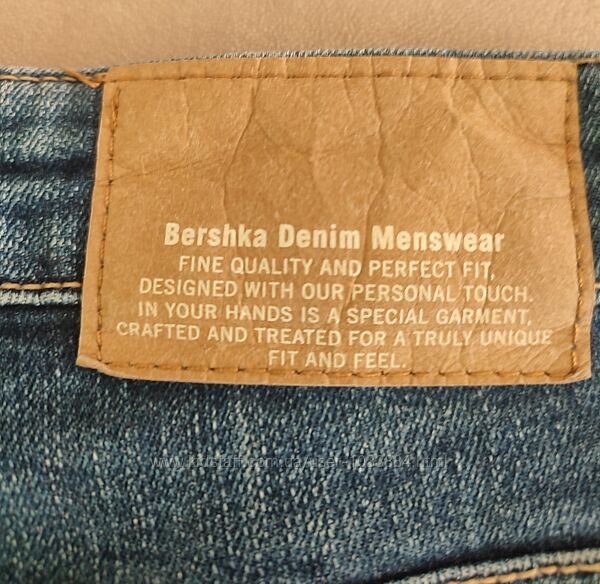 Bershka Denim Menswear
FINE QUALITY AND PERFECT FIT,
DESIGNED WITH OUR PERSONAL TOUCH.
IN YOUR HANDS IS A SPECIAL GARMENT,
CRAFTED AND TREATED FOR A TRULY UNIQUE
FIT AND FEEL.